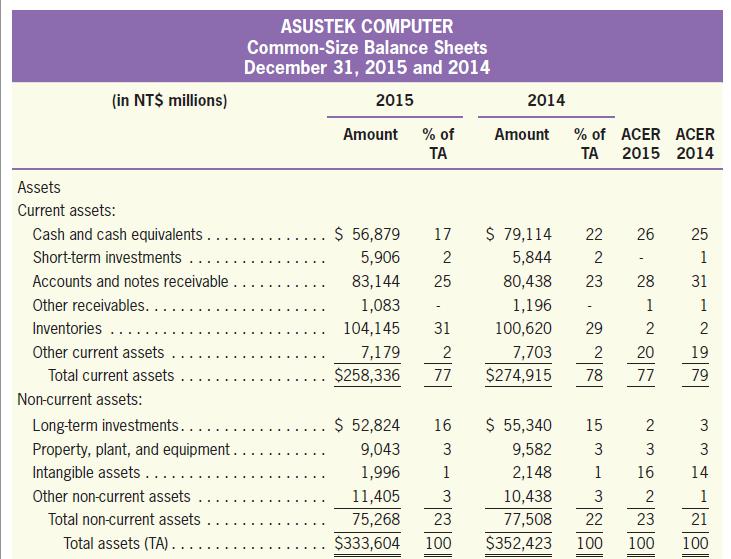 ASUSTEK COMPUTER
Common-Size Balance Sheets
December 31, 2015 and 2014
(in NT$ millions) 2015 2014
Amount % of TA Amount % of TA ACER 2015 ACER 2014
Assets
Current assets:
Cash and cash equivalents . . . . . . . . . . . . . . $ 56,879 17 $ 79,114 22 26 25
Short-term investments . . . . . . . . . . . . . . . . 5,906 2 5,844 2 - 1
Accounts and notes receivable . . . . . . . . . . . 83,144 25 80,438 23 28 31
Other receivables. . . . . . . . . . . . . . . . . . . . . 1,083 - 1,196 - 1 1
Inventories . . . . . . . . . . . . . . . . . . . . . . . . . 104,145 31 100,620 29 2 2
Other current assets . . . . . . . . . . . . . . . . . . 7,179 2 7,703 2 20 19
Total current assets . . . . . . . . . . . . . . . . . $258,336 77 $274,915 78 77 79
Non-current assets:
Long-term investments. . . . . . . . . . . . . . . . . $ 52,824 16 $ 55,340 15 2 3
Property, plant, and equipment. . . . . . . . . . . 9,043 3 9,582 3 3 3
Intangible assets . . . . . . . . . . . . . . . . . . . . . 1,996 1 2,148 1 16 14
Other non-current assets . . . . . . . . . . . . . . . 11,405 3 10,438 3 2 1
Total non-current assets . . . . . . . . . . . . . . 75,268 23 77,508 22 23 21
Total assets (TA). . . . . . . . . . . . . . . . . . $333,604 100 $352,423 100 100 100